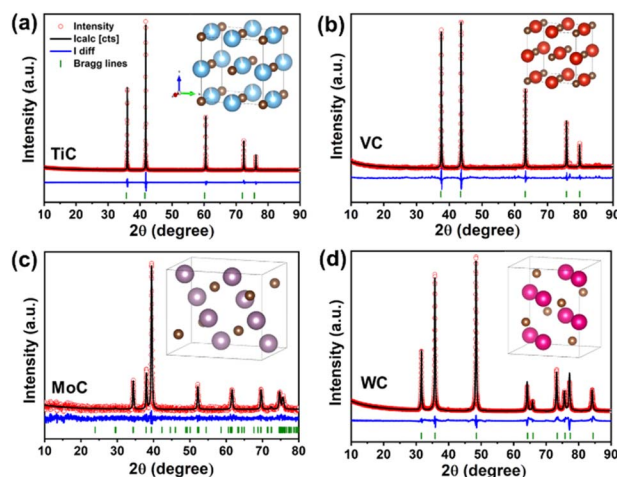 (a)
Intensity
Icalc [cts]
I diff
Bragg lines
Intensity (a.u.)
TiC
10 20 30 40 50 60 70 80 90
2θ (degree)
(b)
Intensity (a.u.)
VC
10 20 30 40 50 60 70 80 90
2θ (degree)
(c)
Intensity (a.u.)
MoC
10 20 30 40 50 60 70 80
2θ (degree)
(d)
Intensity (a.u.)
WC
10 20 30 40 50 60 70 80 90
2θ (degree)